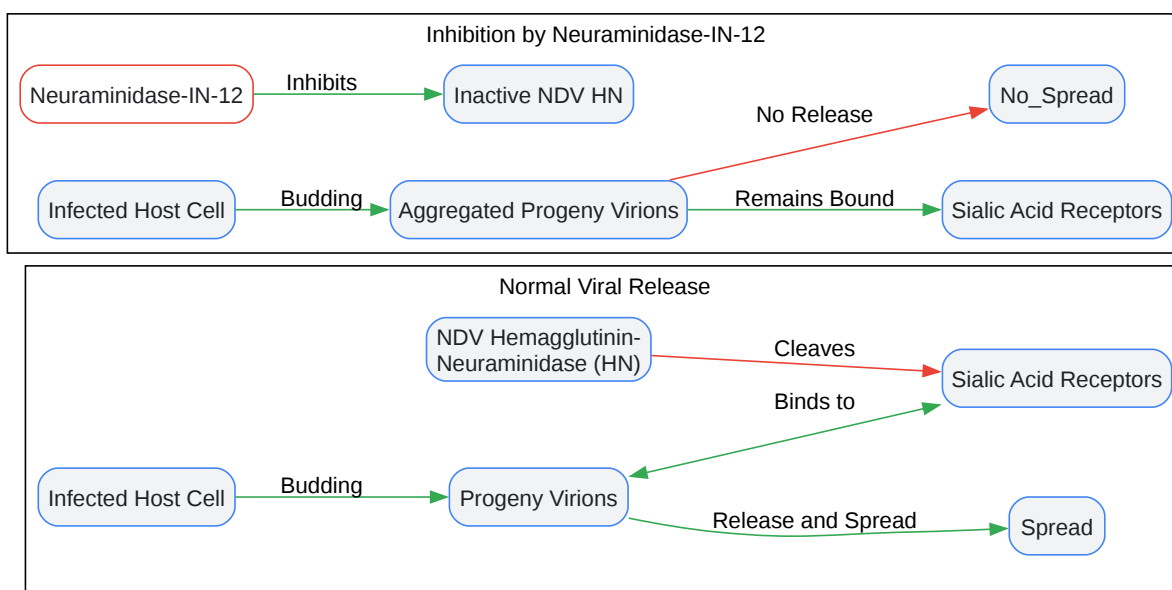 Inhibition by Neuraminidase-IN-12
Neuraminidase-IN-12
Inhibits
Inactive NDV HN
No Release
No_Spread
Infected Host Cell
Budding
Aggregated Progeny Virions
Remains Bound
Sialic Acid Receptors
Normal Viral Release
NDV Hemagglutinin-
Neuraminidase (HN)
Cleaves
Sialic Acid Receptors
Binds to
Infected Host Cell
Budding
Progeny Virions
Release and Spread
Spread